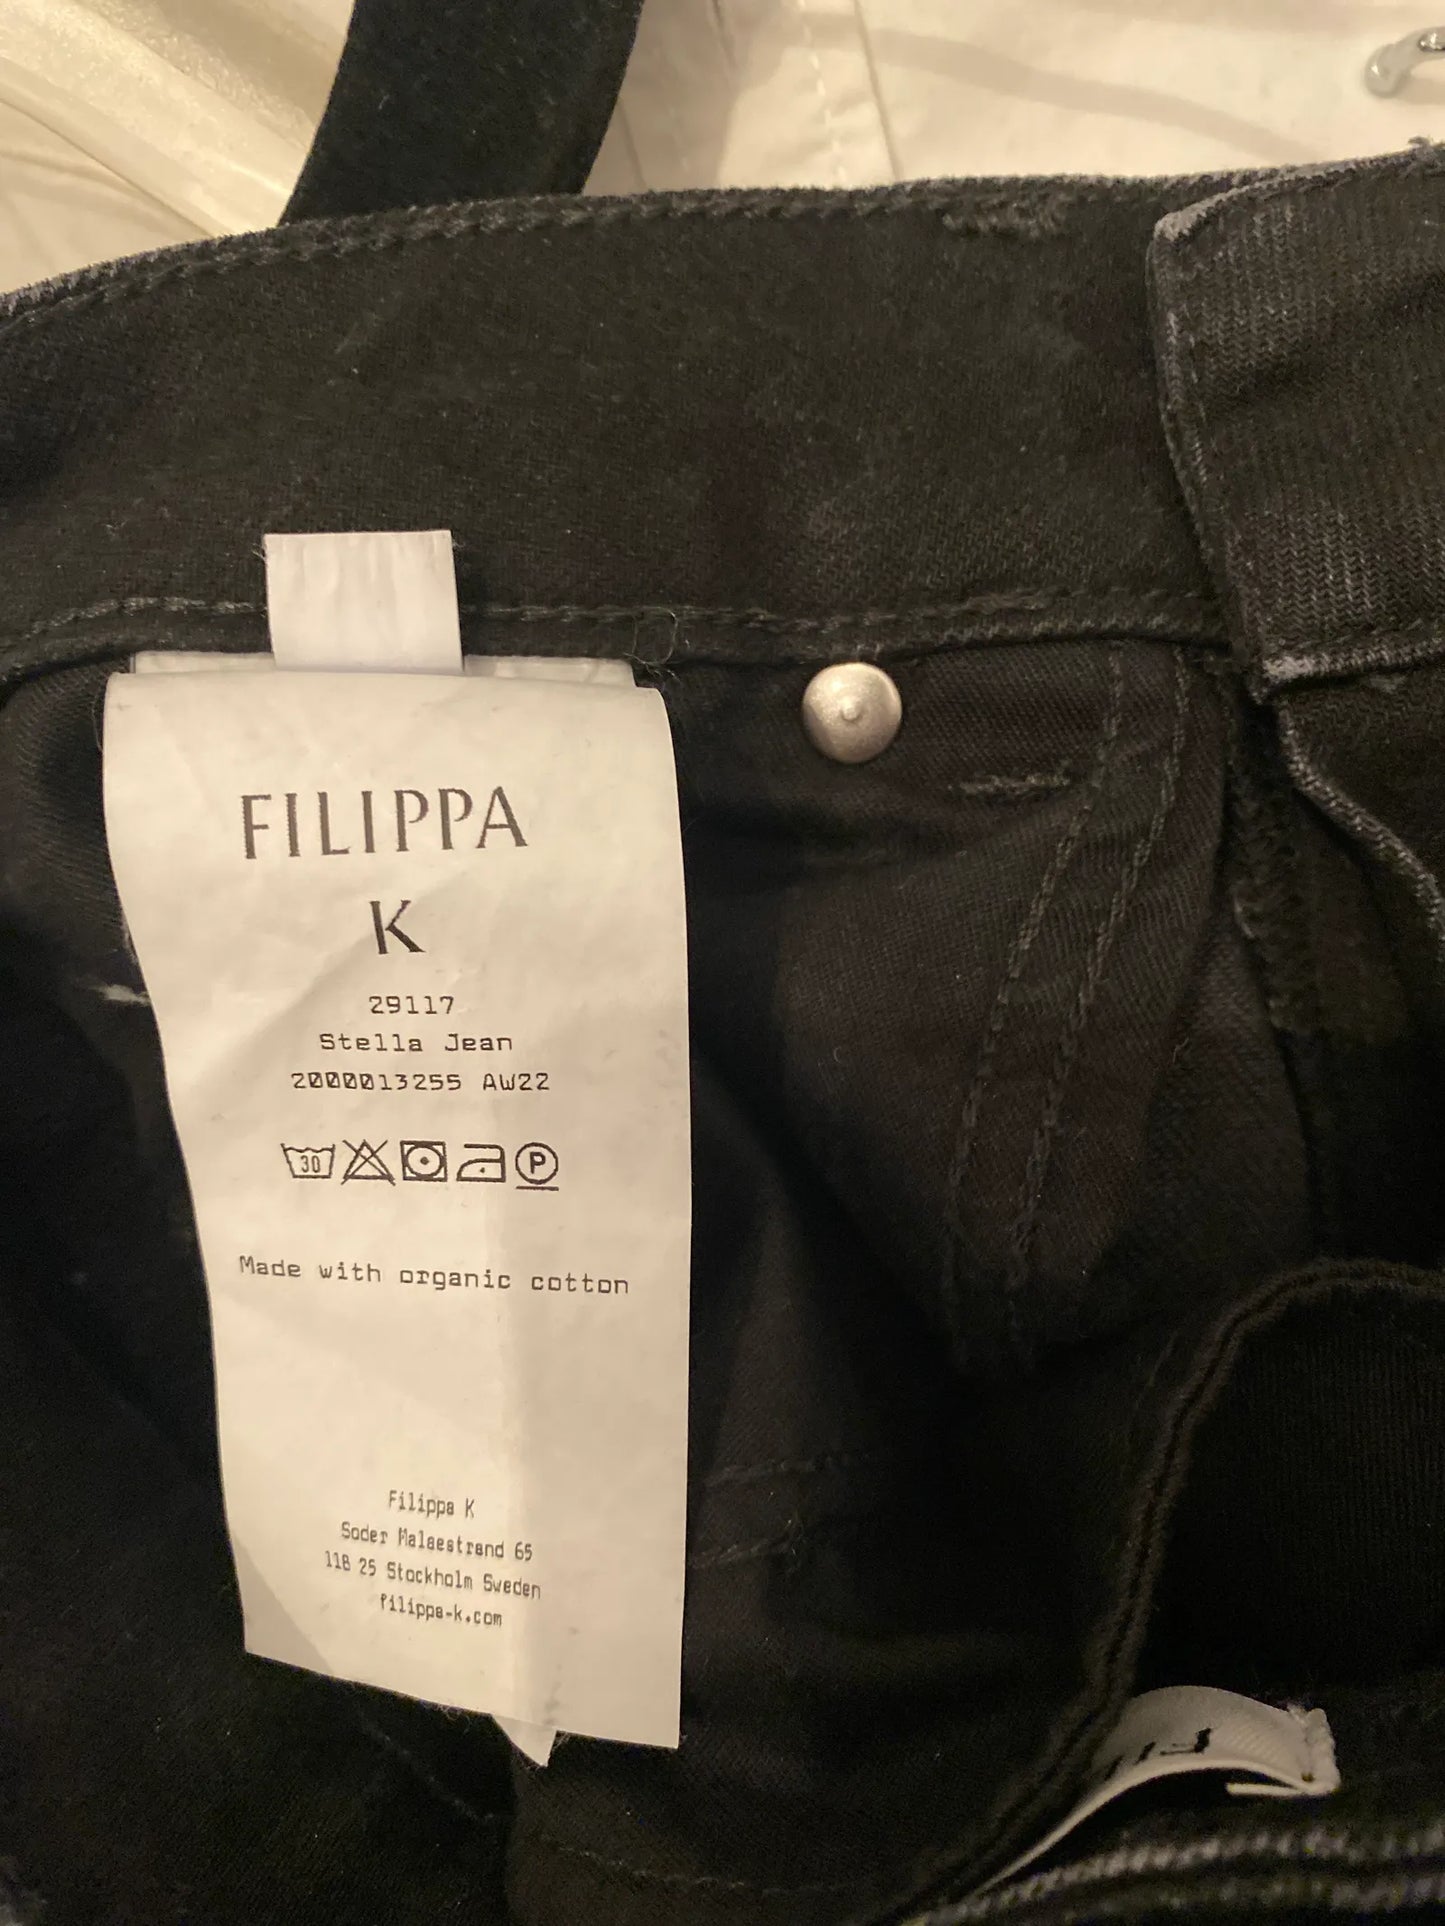 FILIPPA
K
29117
Stella Jean
2000013255 AW22
30
P
Made with organic cotton
Filippa K
Soder Malaestrand 65
118 25 Stockholm Sweden
filippa-k.com